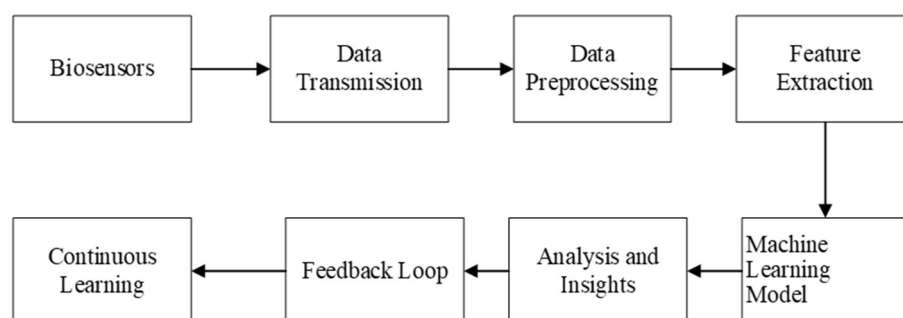 Biosensors
Data
Transmission
Data
Preprocessing
Feature
Extraction
Machine
Learning
Model
Analysis and
Insights
Feedback Loop
Continuous
Learning